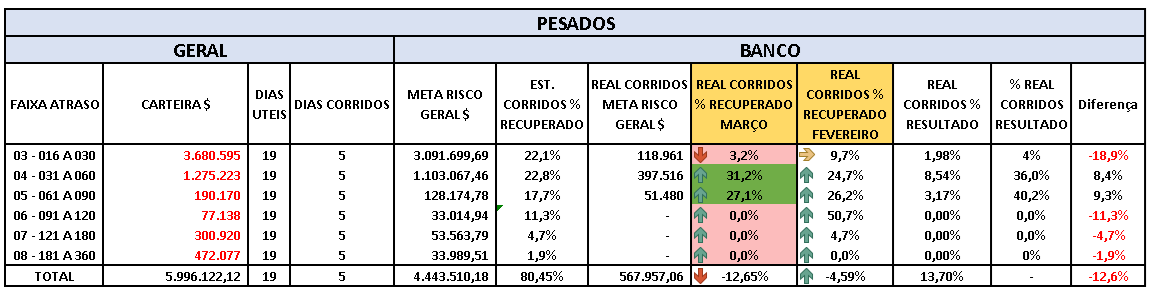 PESADOS
GERAL BANCO
FAIXA ATRASO CARTEIRA $ DIAS UTEIS DIAS CORRIDOS META RISCO GERAL $ EST. CORRIDOS % RECUPERADO REAL CORRIDOS META RISCO GERAL $ REAL CORRIDOS % RECUPERADO MARÇO REAL CORRIDOS % RECUPERADO FEVEREIRO REAL CORRIDOS % RESULTADO % REAL CORRIDOS RESULTADO Diferença
03 - 016 A 030 3.680.595 19 5 3.091.699,69 22,1% 118.961 3,2% 9,7% 1,98% 4% -18,9%
04 - 031 A 060 1.275.223 19 5 1.103.067,46 22,8% 397.516 31,2% 24,7% 8,54% 36,0% 8,4%
05 - 061 A 090 190.170 19 5 128.174,78 17,7% 51.480 27,1% 26,2% 3,17% 40,2% 9,3%
06 - 091 A 120 77.138 19 5 33.014,94 11,3% - 0,0% 50,7% 0,00% 0% -11,3%
07 - 121 A 180 300.920 19 5 53.563,79 4,7% - 0,0% 4,7% 0,00% 0% -4,7%
08 - 181 A 360 472.077 19 5 33.989,51 1,9% - 0,0% 0,0% 0,00% 0% -1,9%
TOTAL 5.996.122,12 19 5 4.443.510,18 80,45% 567.957,06 -12,65% -4,59% 13,70% - -12,6%